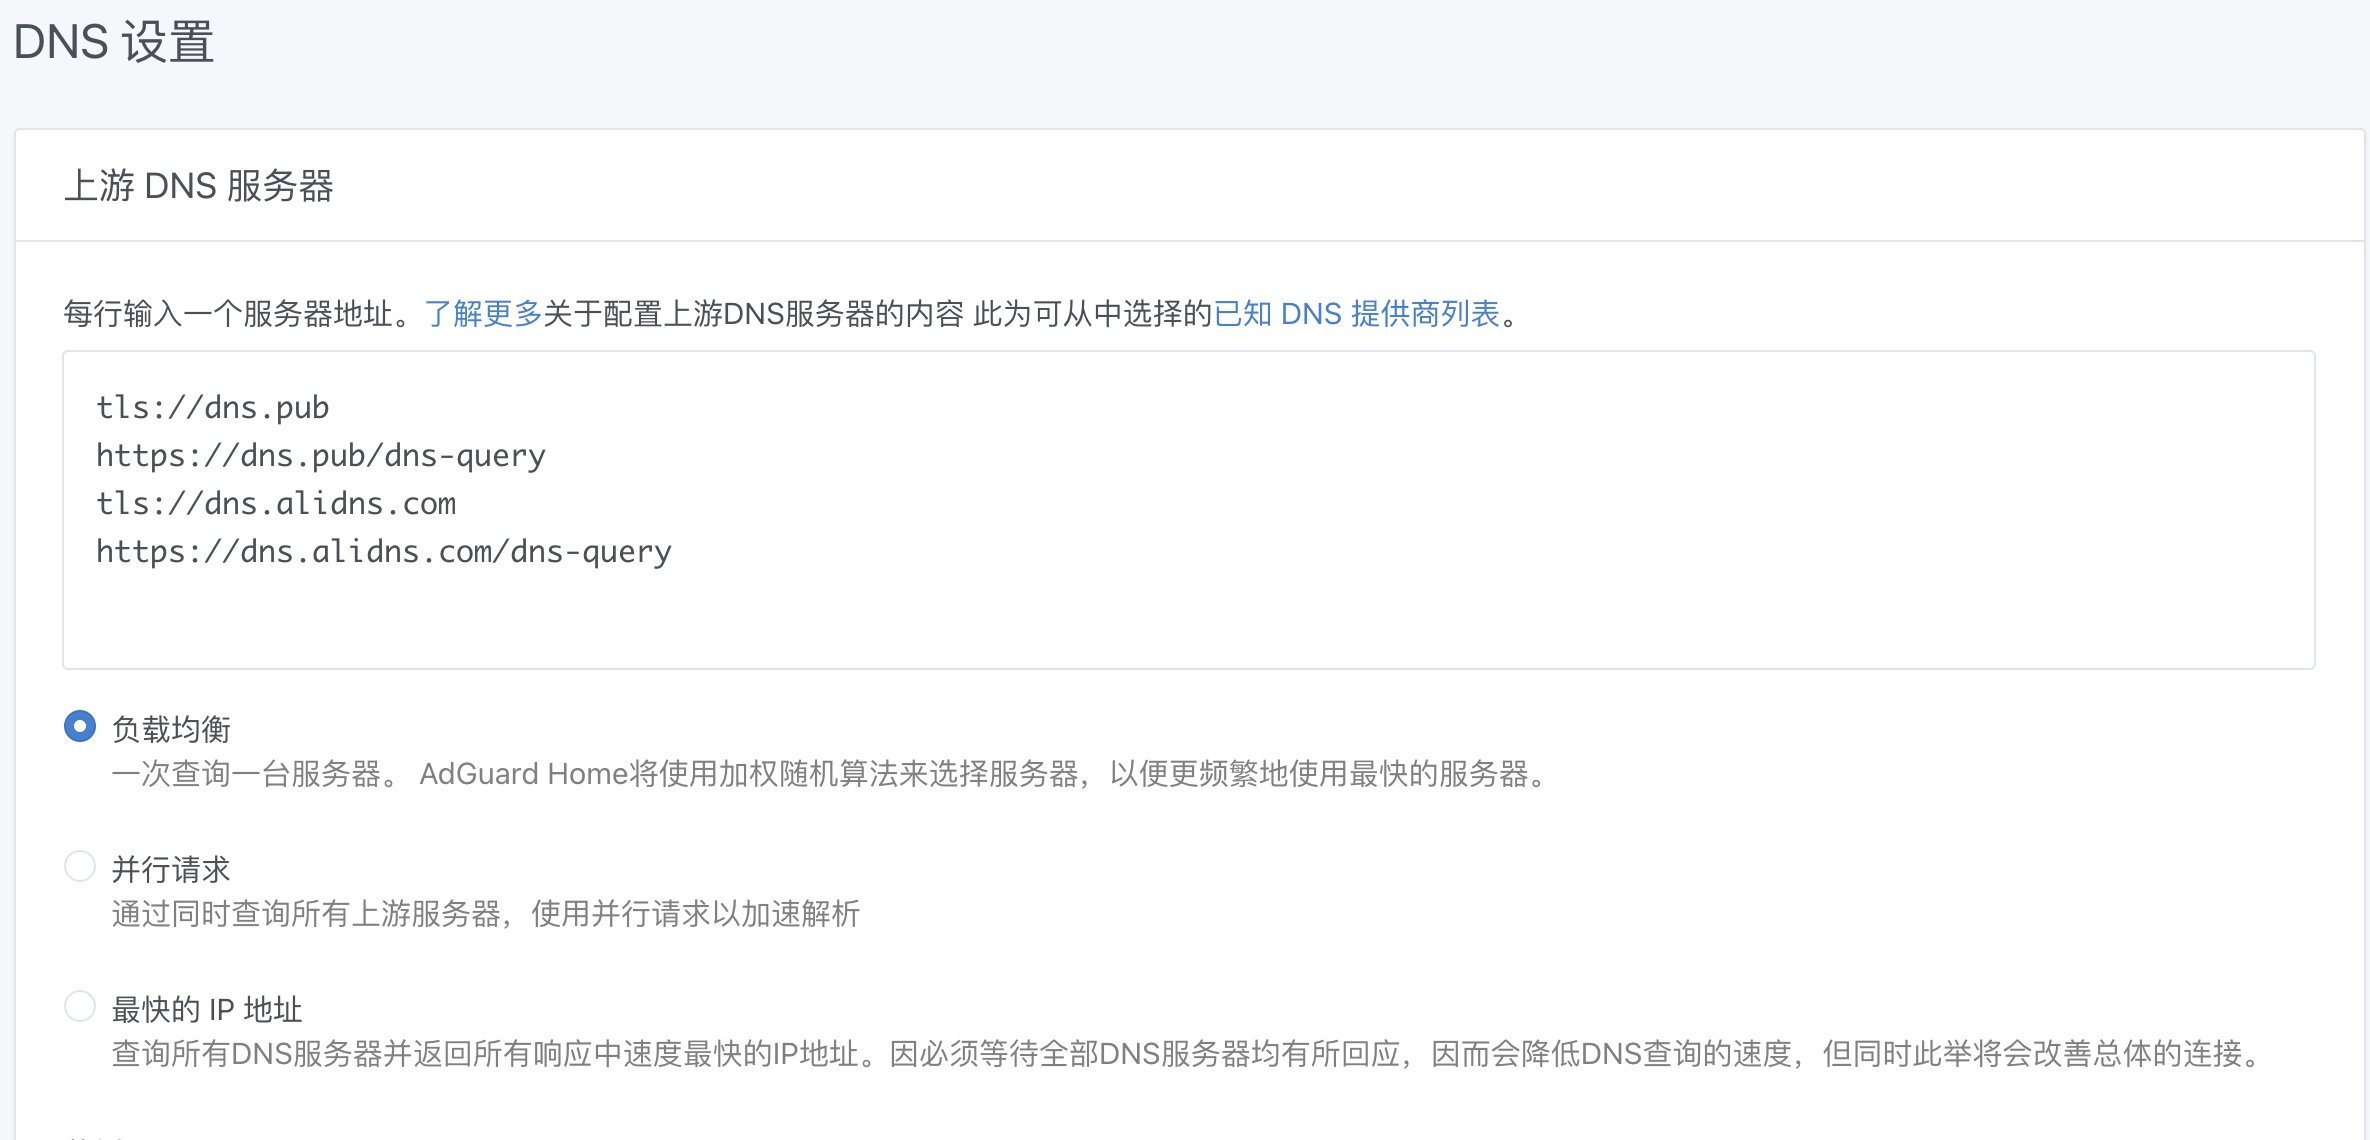 DNS 设置
上游 DNS 服务器
每行输入一个服务器地址。了解更多关于配置上游DNS服务器的内容 此为可从中选择的已知 DNS 提供商列表。
tls://dns.pub
https://dns.pub/dns-query
tls://dns.alidns.com
https://dns.alidns.com/dns-query
负载均衡
一次查询一台服务器。 AdGuard Home将使用加权随机算法来选择服务器，以便更频繁地使用最快的服务器。
并行请求
通过同时查询所有上游服务器，使用并行请求以加速解析
最快的 IP 地址
查询所有DNS服务器并返回所有响应中速度最快的IP地址。因必须等待全部DNS服务器均有所回应，因而会降低DNS查询的速度，但同时此举将会改善总体的连接。